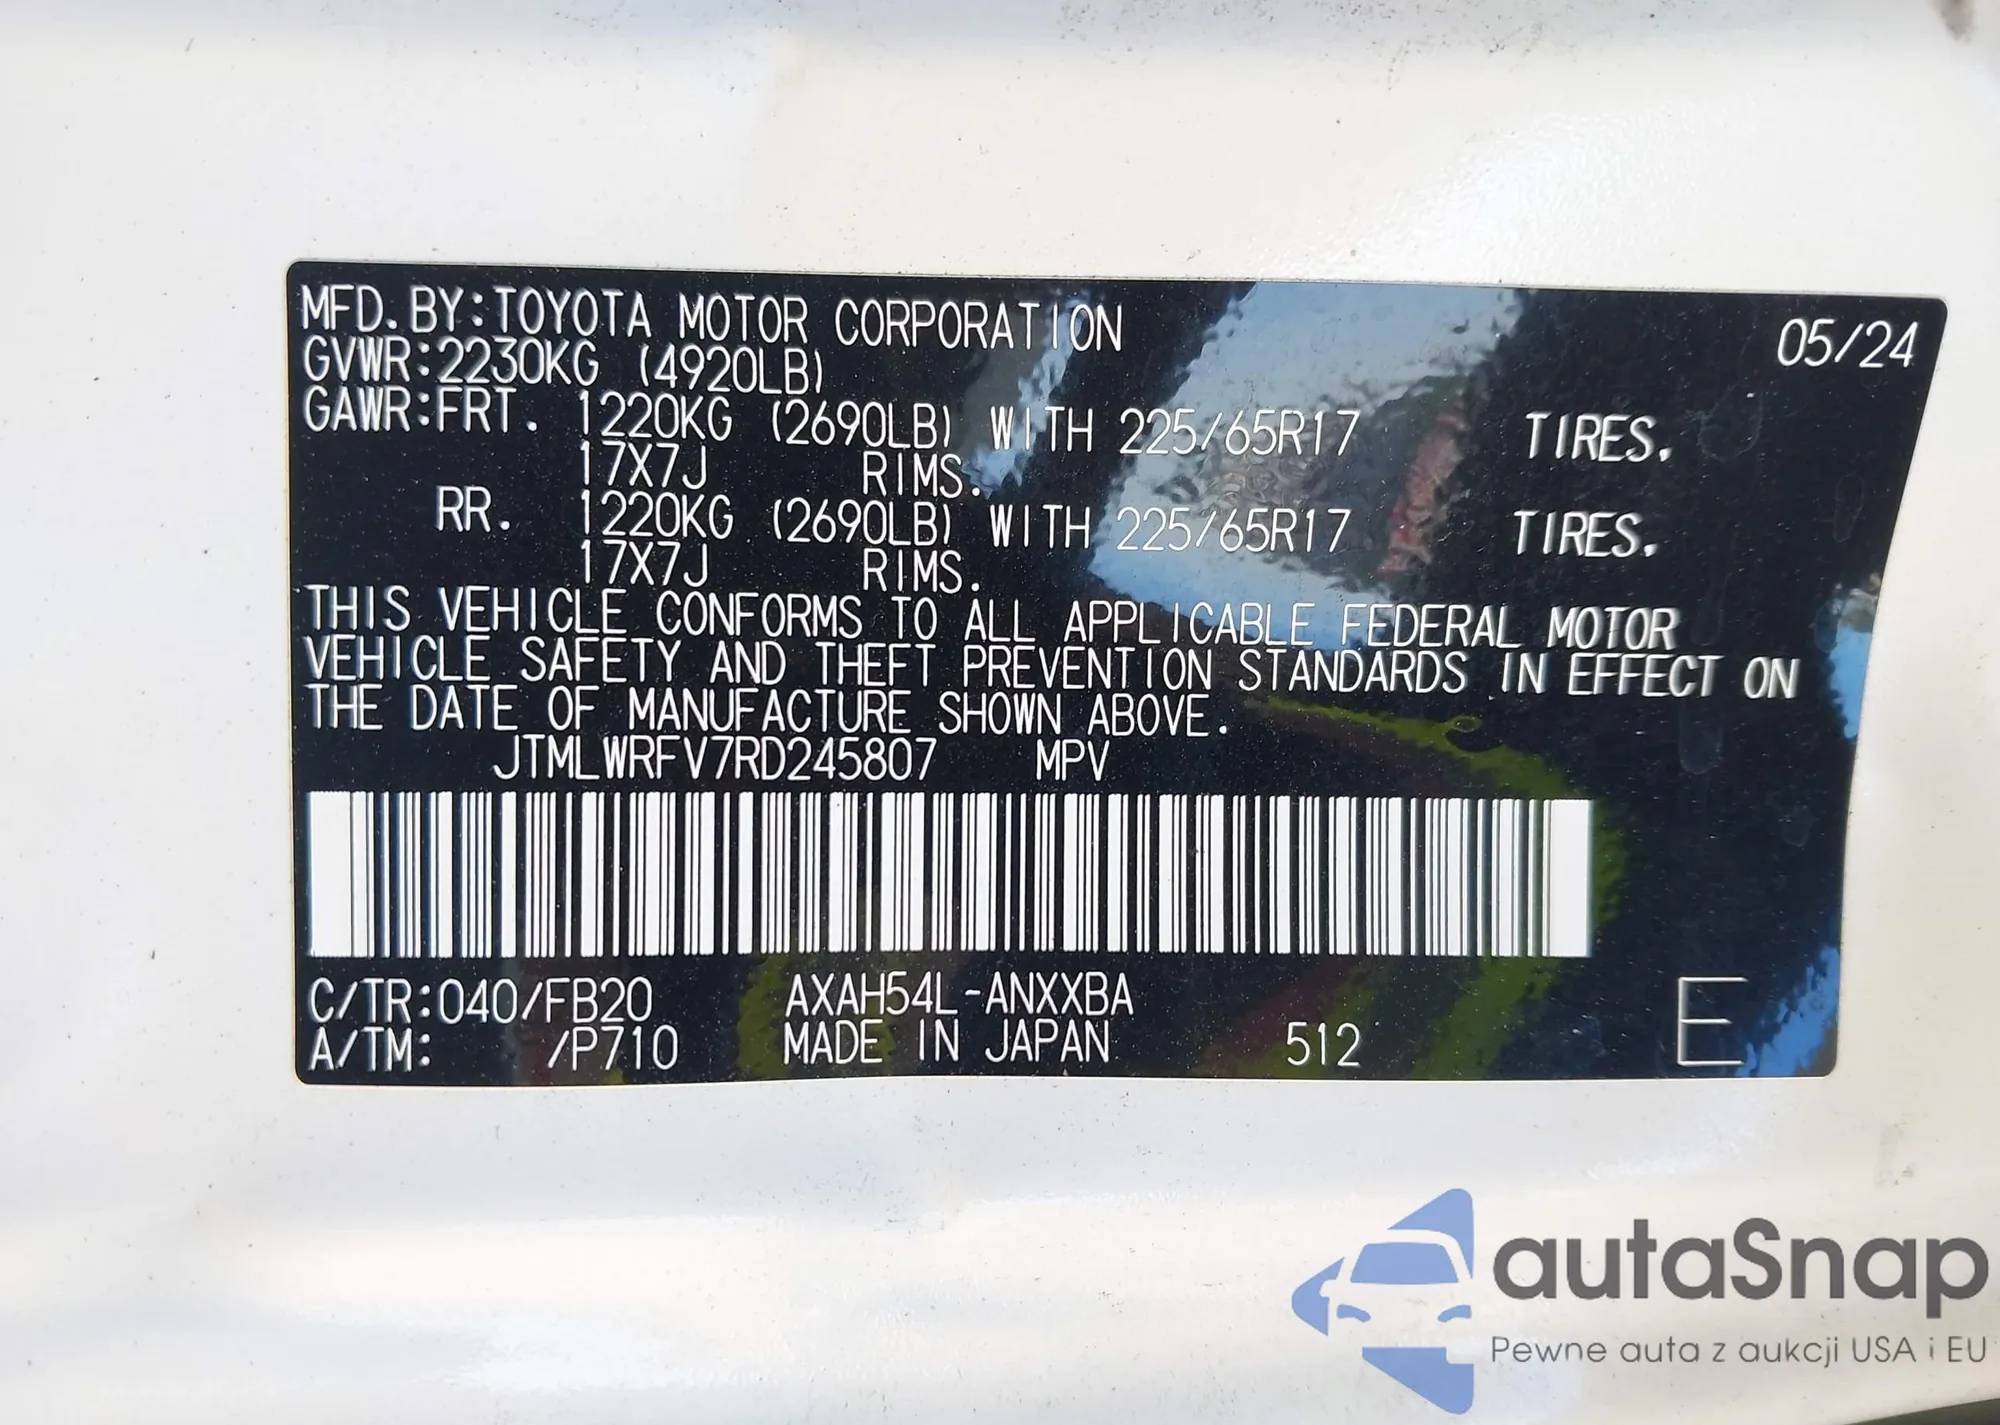 MFD. BY:TOYOTA MOTOR CORPORATION 05/24
GVWR:2230KG (4920LB)
GAWR:FRT. 1220KG (2690LB) WITH 225/65R17 TIRES.
17X7J RIMS.
RR. 1220KG (2690LB) WITH 225/65R17 TIRES.
17X7J RIMS.
THIS VEHICLE CONFORMS TO ALL APPLICABLE FEDERAL MOTOR
VEHICLE SAFETY AND THEFT PREVENTION STANDARDS IN EFFECT ON
THE DATE OF MANUFACTURE SHOWN ABOVE.
JTMLWRFV7RD245807 MPV
C/TR:040/FB20 AXAH54L-ANXXBA
A/TM: /P710 MADE IN JAPAN 512 E
autaSnap
Pewne auta z aukcji USA i EU